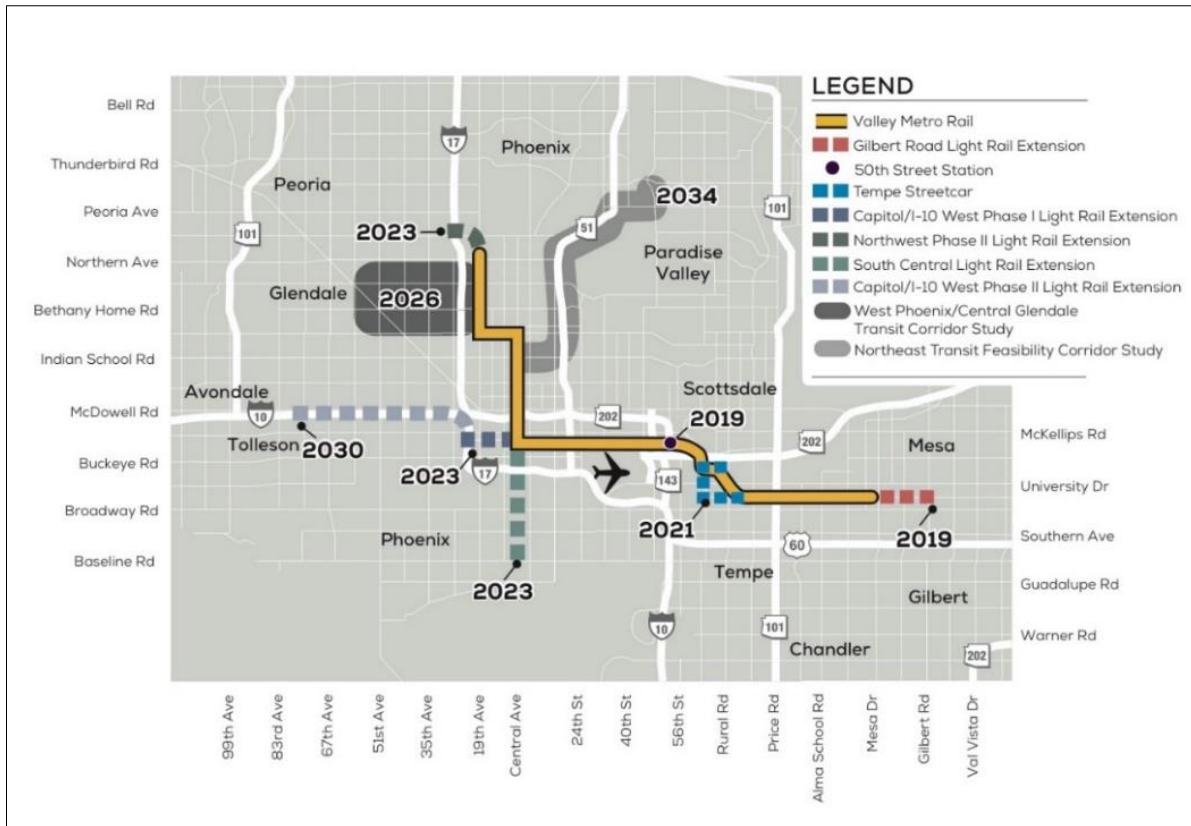 LEGEND
Valley Metro Rail
Gilbert Road Light Rail Extension
50th Street Station
Tempe Streetcar
Capitol/I-10 West Phase I Light Rail Extension
Northwest Phase II Light Rail Extension
South Central Light Rail Extension
Capitol/I-10 West Phase II Light Rail Extension
West Phoenix/Central Glendale
Transit Corridor Study
Northeast Transit Feasibility Corridor Study
Bell Rd
Thunderbird Rd
Peoria Ave
Northern Ave
Bethany Home Rd
Indian School Rd
McDowell Rd
Buckeye Rd
Broadway Rd
Baseline Rd
17
Phoenix
Peoria
101
2034
101
51
2023
Paradise
Valley
Glendale
2026
Avondale
Scottsdale
10
202
2019
202
Tolleson
2030
Mesa
2023
17
143
2021
2019
Phoenix
60
2023
Tempe
Gilbert
10
101
Chandler
202
McKellips Rd
University Dr
Southern Ave
Guadalupe Rd
Warner Rd
99th Ave
83rd Ave
67th Ave
51st Ave
35th Ave
19th Ave
Central Ave
24th St
40th St
56th St
Rural Rd
Price Rd
Alma School Rd
Mesa Dr
Gilbert Rd
Val Vista Dr